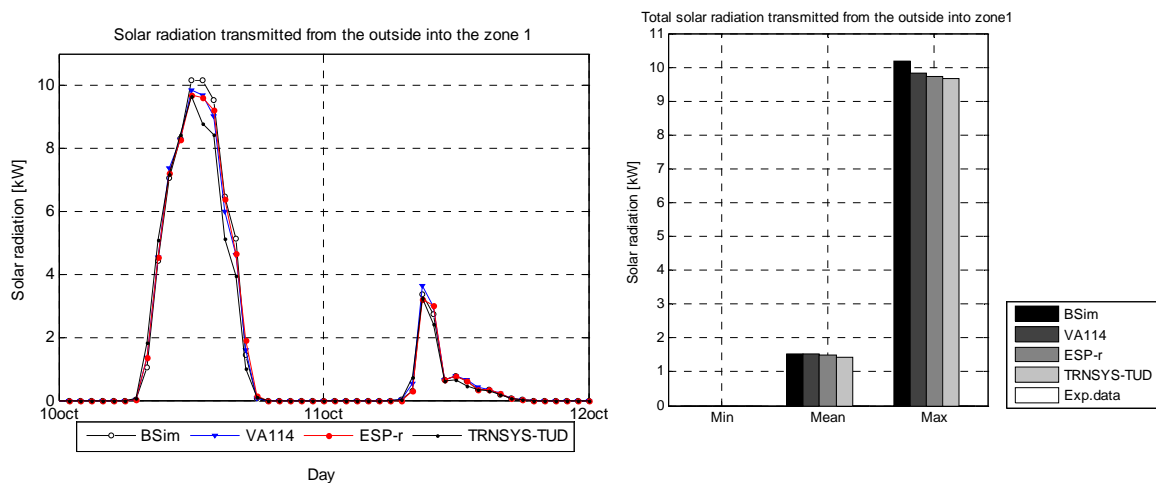 Solar radiation transmitted from the outside into the zone 1
Solar radiation [kW]
10
8
6
4
2
0
10oct
11oct
12oct
BSim
VA114
ESP-r
TRNSYS-TUD
Day
Total solar radiation transmitted from the outside into zone1
Solar radiation [kW]
11
10
9
8
7
6
5
4
3
2
1
0
Min
Mean
Max
BSim
VA114
ESP-r
TRNSYS-TUD
Exp.data